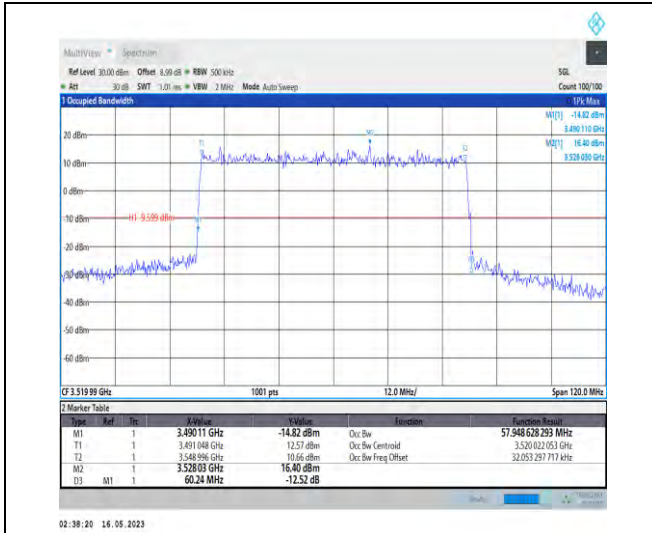 MultiView Spectrum
Ref Level 30.00 dBm Offset 8.99 dB RBW 500 kHz SGL
Att 30 dB SWT 1.01 ms VBW 2 MHz Mode Auto Sweep Count 100/100
1 Occupied Bandwidth 1Pk Max
M1[1] -14.82 dBm
3.490 110 GHz
M2[1] 16.40 dBm
3.528 030 GHz
20 dBm
M2
T1
T2
10 dBm
0 dBm
-10 dBm
H1 -9.599 dBm
M1
-20 dBm
-30 dBm
-40 dBm
-50 dBm
-60 dBm
CF 3.519 99 GHz 1001 pts 12.0 MHz/ Span 120.0 MHz
2 Marker Table
Type Ref Trc X-Value Y-Value Function Function Result
M1 1 3.49011 GHz -14.82 dBm Occ Bw 57.948 628 293 MHz
T1 1 3.491 048 GHz 12.57 dBm Occ Bw Centroid 3.520 022 053 GHz
T2 1 3.548 996 GHz 10.66 dBm Occ Bw Freq Offset 32.053 297 717 kHz
M2 1 3.528 03 GHz 16.40 dBm
D3 M1 1 60.24 MHz -12.52 dB
02:38:20 16.05.2023